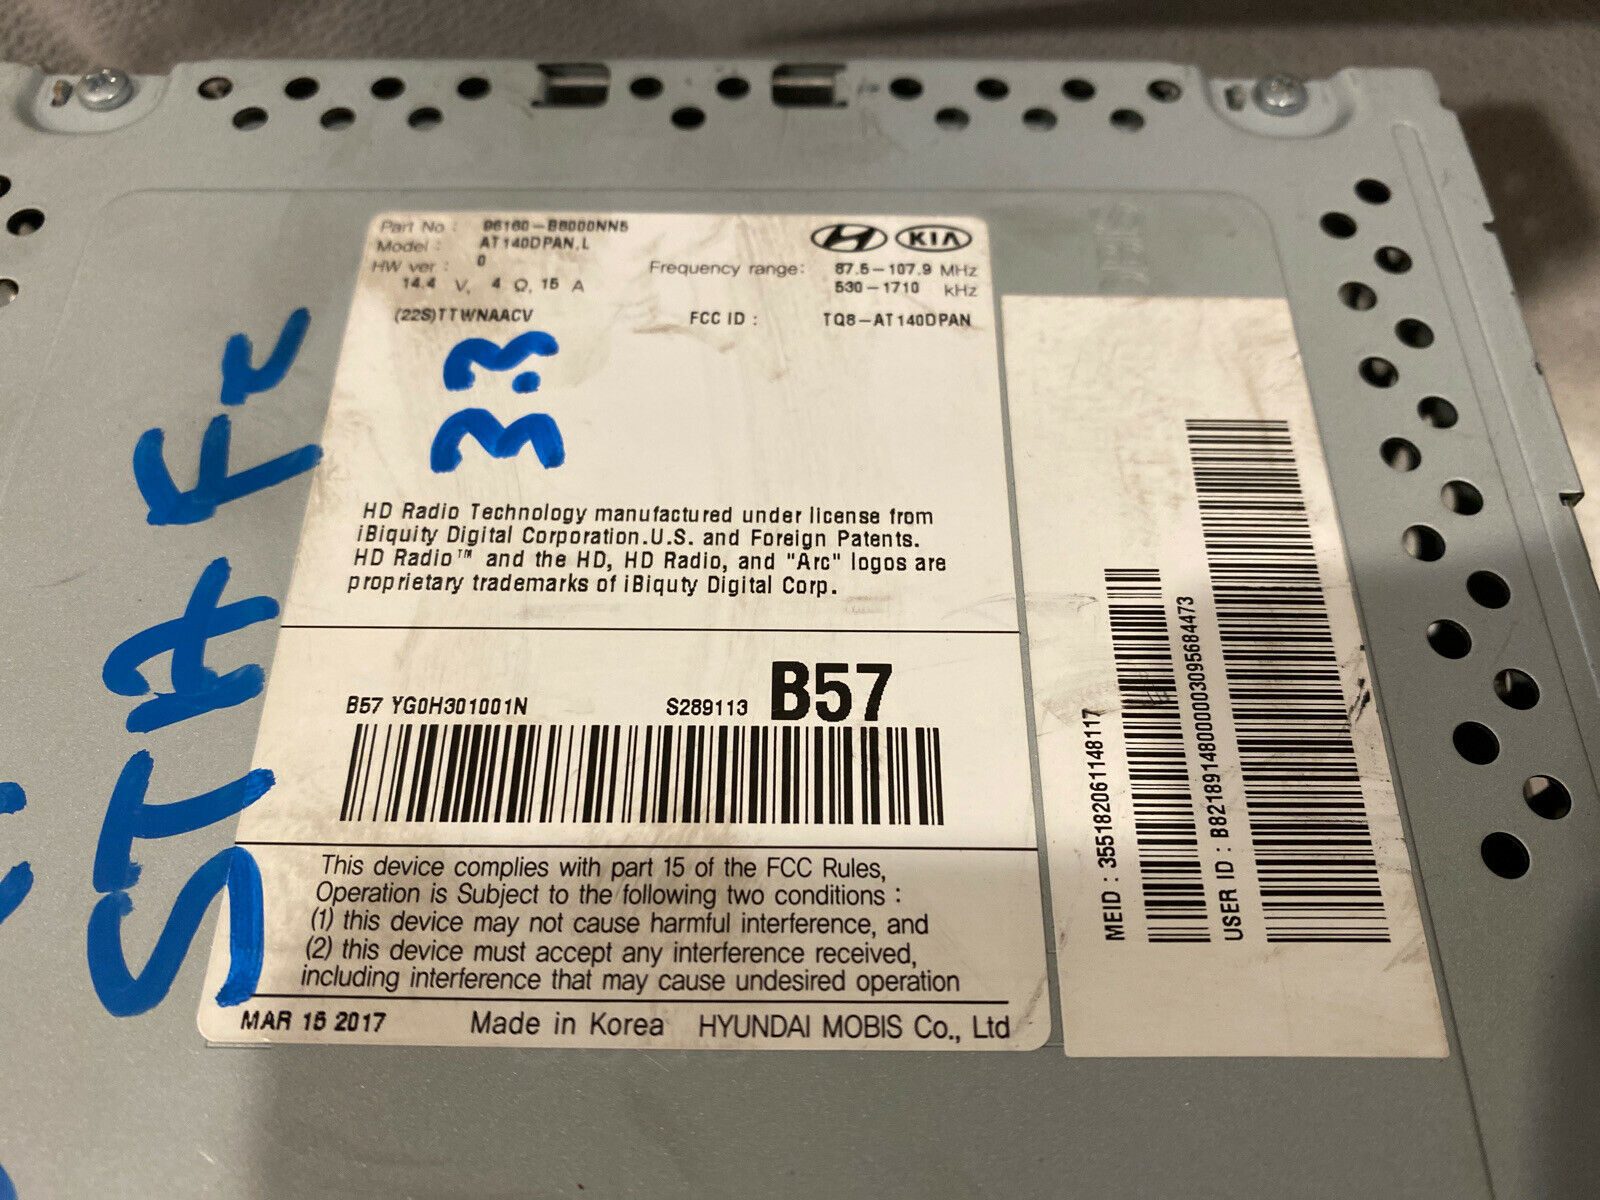 Part No : 96160-B8000NN5
Model : AT140DPAN.L
HW ver : 0
14.4 V, 4 Ω, 15 A
(22S)TTWNAACV
HYUNDAI
KIA
Frequency range: 87.5-107.9 MHz
530-1710 kHz
FCC ID : TQ8-AT140DPAN
3.3
HD Radio Technology manufactured under license from
iBiquity Digital Corporation.U.S. and Foreign Patents.
HD Radio™ and the HD, HD Radio, and "Arc" logos are
proprietary trademarks of iBiquty Digital Corp.
B57 YG0H301001N S289113 B57
This device complies with part 15 of the FCC Rules,
Operation is Subject to the following two conditions :
(1) this device may not cause harmful interference, and
(2) this device must accept any interference received,
including interference that may cause undesired operation
MAR 15 2017 Made in Korea HYUNDAI MOBIS Co., Ltd
MEID : 355182061148117
USER ID : B82189148000030956​84473